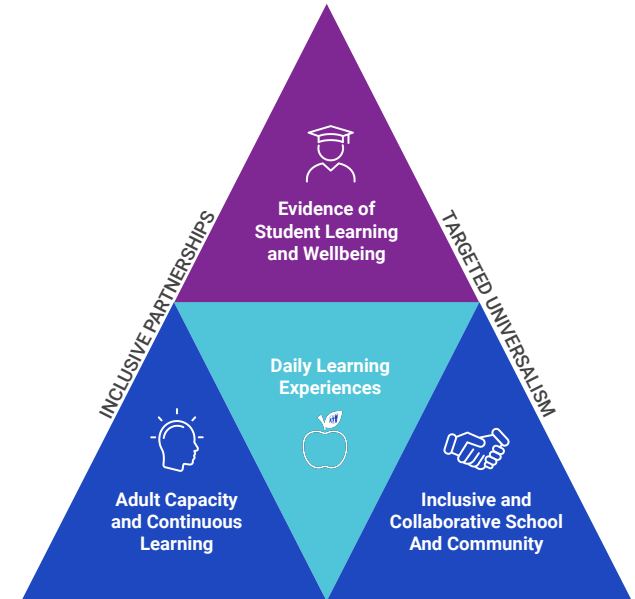 Evidence of
Student Learning
and Wellbeing
INCLUSIVE PARTNERSHIPS
TARGETED UNIVERSALISM
Daily Learning
Experiences
Adult Capacity
and Continuous
Learning
Inclusive and
Collaborative School
And Community